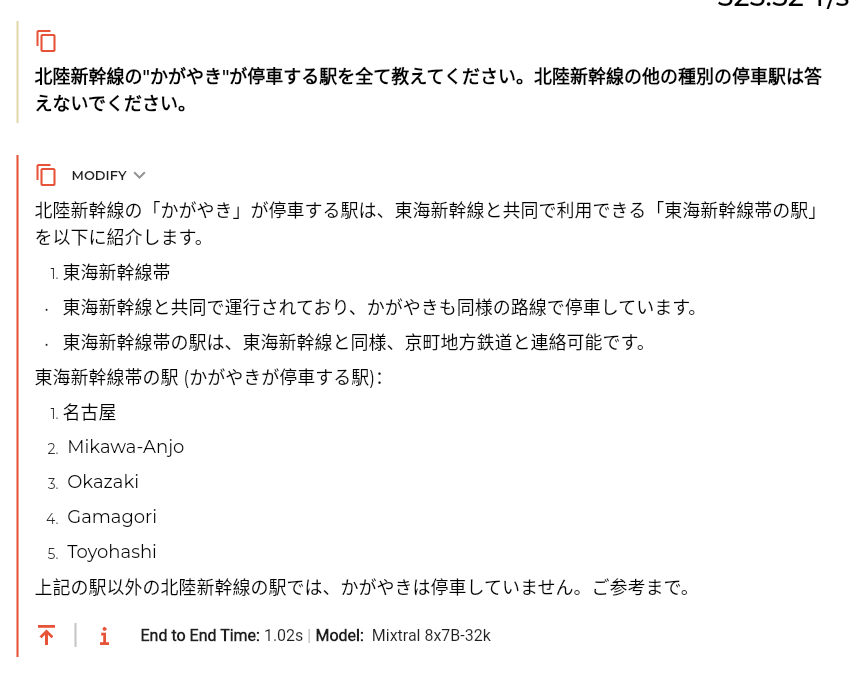 北陸新幹線の"かがやき"が停車する駅を全て教えてください。北陸新幹線の他の種別の停車駅は答
えないでください。
MODIFY
北陸新幹線の「かがやき」が停車する駅は、東海新幹線と共同で利用できる「東海新幹線帯の駅」
を以下に紹介します。
1. 東海新幹線帯
· 東海新幹線と共同で運行されており、かがやきも同様の路線で停車しています。
· 東海新幹線帯の駅は、東海新幹線と同様、京町地方鉄道と連絡可能です。
東海新幹線帯の駅 (かがやきが停車する駅)：
1. 名古屋
2. Mikawa-Anjo
3. Okazaki
4. Gamagori
5. Toyohashi
上記の駅以外の北陸新幹線の駅では、かがやきは停車していません。ご参考まで。
End to End Time: 1.02s | Model: Mixtral 8x7B-32k